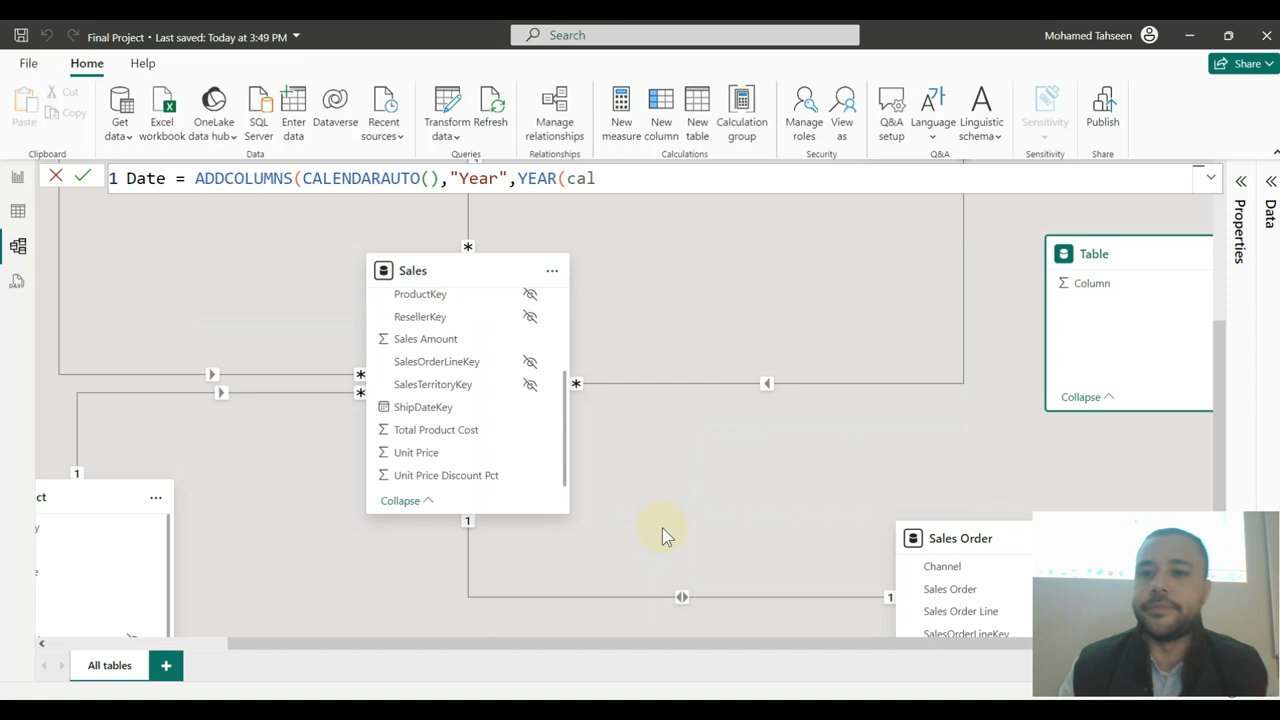 Final Project • Last saved: Today at 3:49 PM
Search
Mohamed Tahseen
File
Home
Help
Share
Paste
Cut
Copy
Clipboard
Get data
Excel workbook
OneLake data hub
SQL Server
Enter data
Dataverse
Recent sources
Data
Transform data
Refresh
Queries
Manage relationships
Relationships
New measure
New column
New table
Calculation group
Calculations
Manage roles
View as
Security
Q&A setup
Language
Linguistic schema
Q&A
Sensitivity
Sensitivity
Publish
Share
1 Date = ADDCOLUMNS(CALENDARAUTO(),"Year",YEAR(cal
Properties
Data
Sales
ProductKey
ResellerKey
Sales Amount
SalesOrderLineKey
SalesTerritoryKey
ShipDateKey
Total Product Cost
Unit Price
Unit Price Discount Pct
Collapse
Table
Column
Collapse
1
ct
1
1
Sales Order
Channel
Sales Order
Sales Order Line
SalesOrderLineKey
All tables